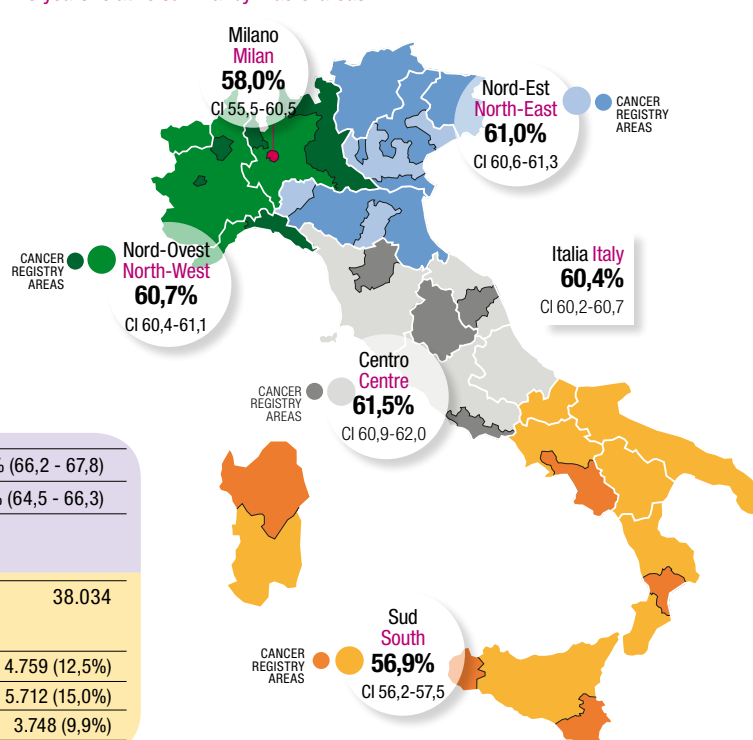 Milano
Milan
58,0%
CI 55,5-60,5
Nord-Est
North-East
61,0%
CI 60,6-61,3
CANCER
REGISTRY
AREAS
CANCER
REGISTRY
AREAS
Nord-Ovest
North-West
60,7%
CI 60,4-61,1
Italia Italy
60,4%
CI 60,2-60,7
CANCER
REGISTRY
AREAS
Centro
Centre
61,5%
CI 60,9-62,0
% (66,2 - 67,8)
% (64,5 - 66,3)
38.034
4.759 (12,5%)
5.712 (15,0%)
3.748 (9,9%)
CANCER
REGISTRY
AREAS
Sud
South
56,9%
CI 56,2-57,5